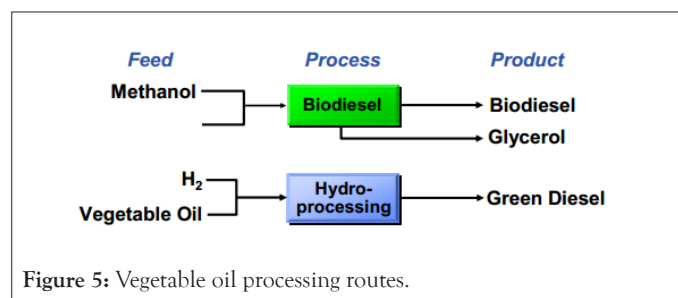 Feed Process Product
Methanol
Biodiesel
Biodiesel
Glycerol
H₂
Vegetable Oil
Hydro-
processing
Green Diesel
Figure 5: Vegetable oil processing routes.